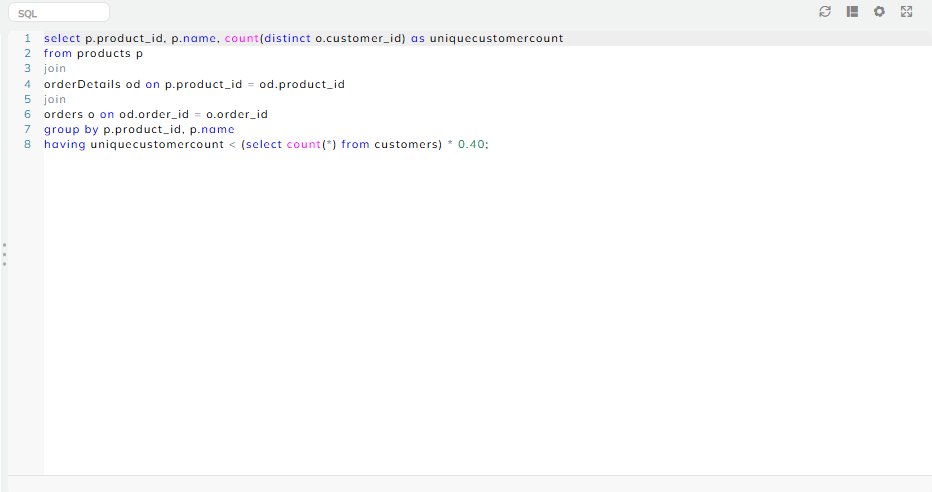 SQL
1 select p.product_id, p.name, count(distinct o.customer_id) as uniquecustomercount
2 from products p
3 join
4 orderDetails od on p.product_id = od.product_id
5 join
6 orders o on od.order_id = o.order_id
7 group by p.product_id, p.name
8 having uniquecustomercount < (select count(*) from customers) * 0.40;